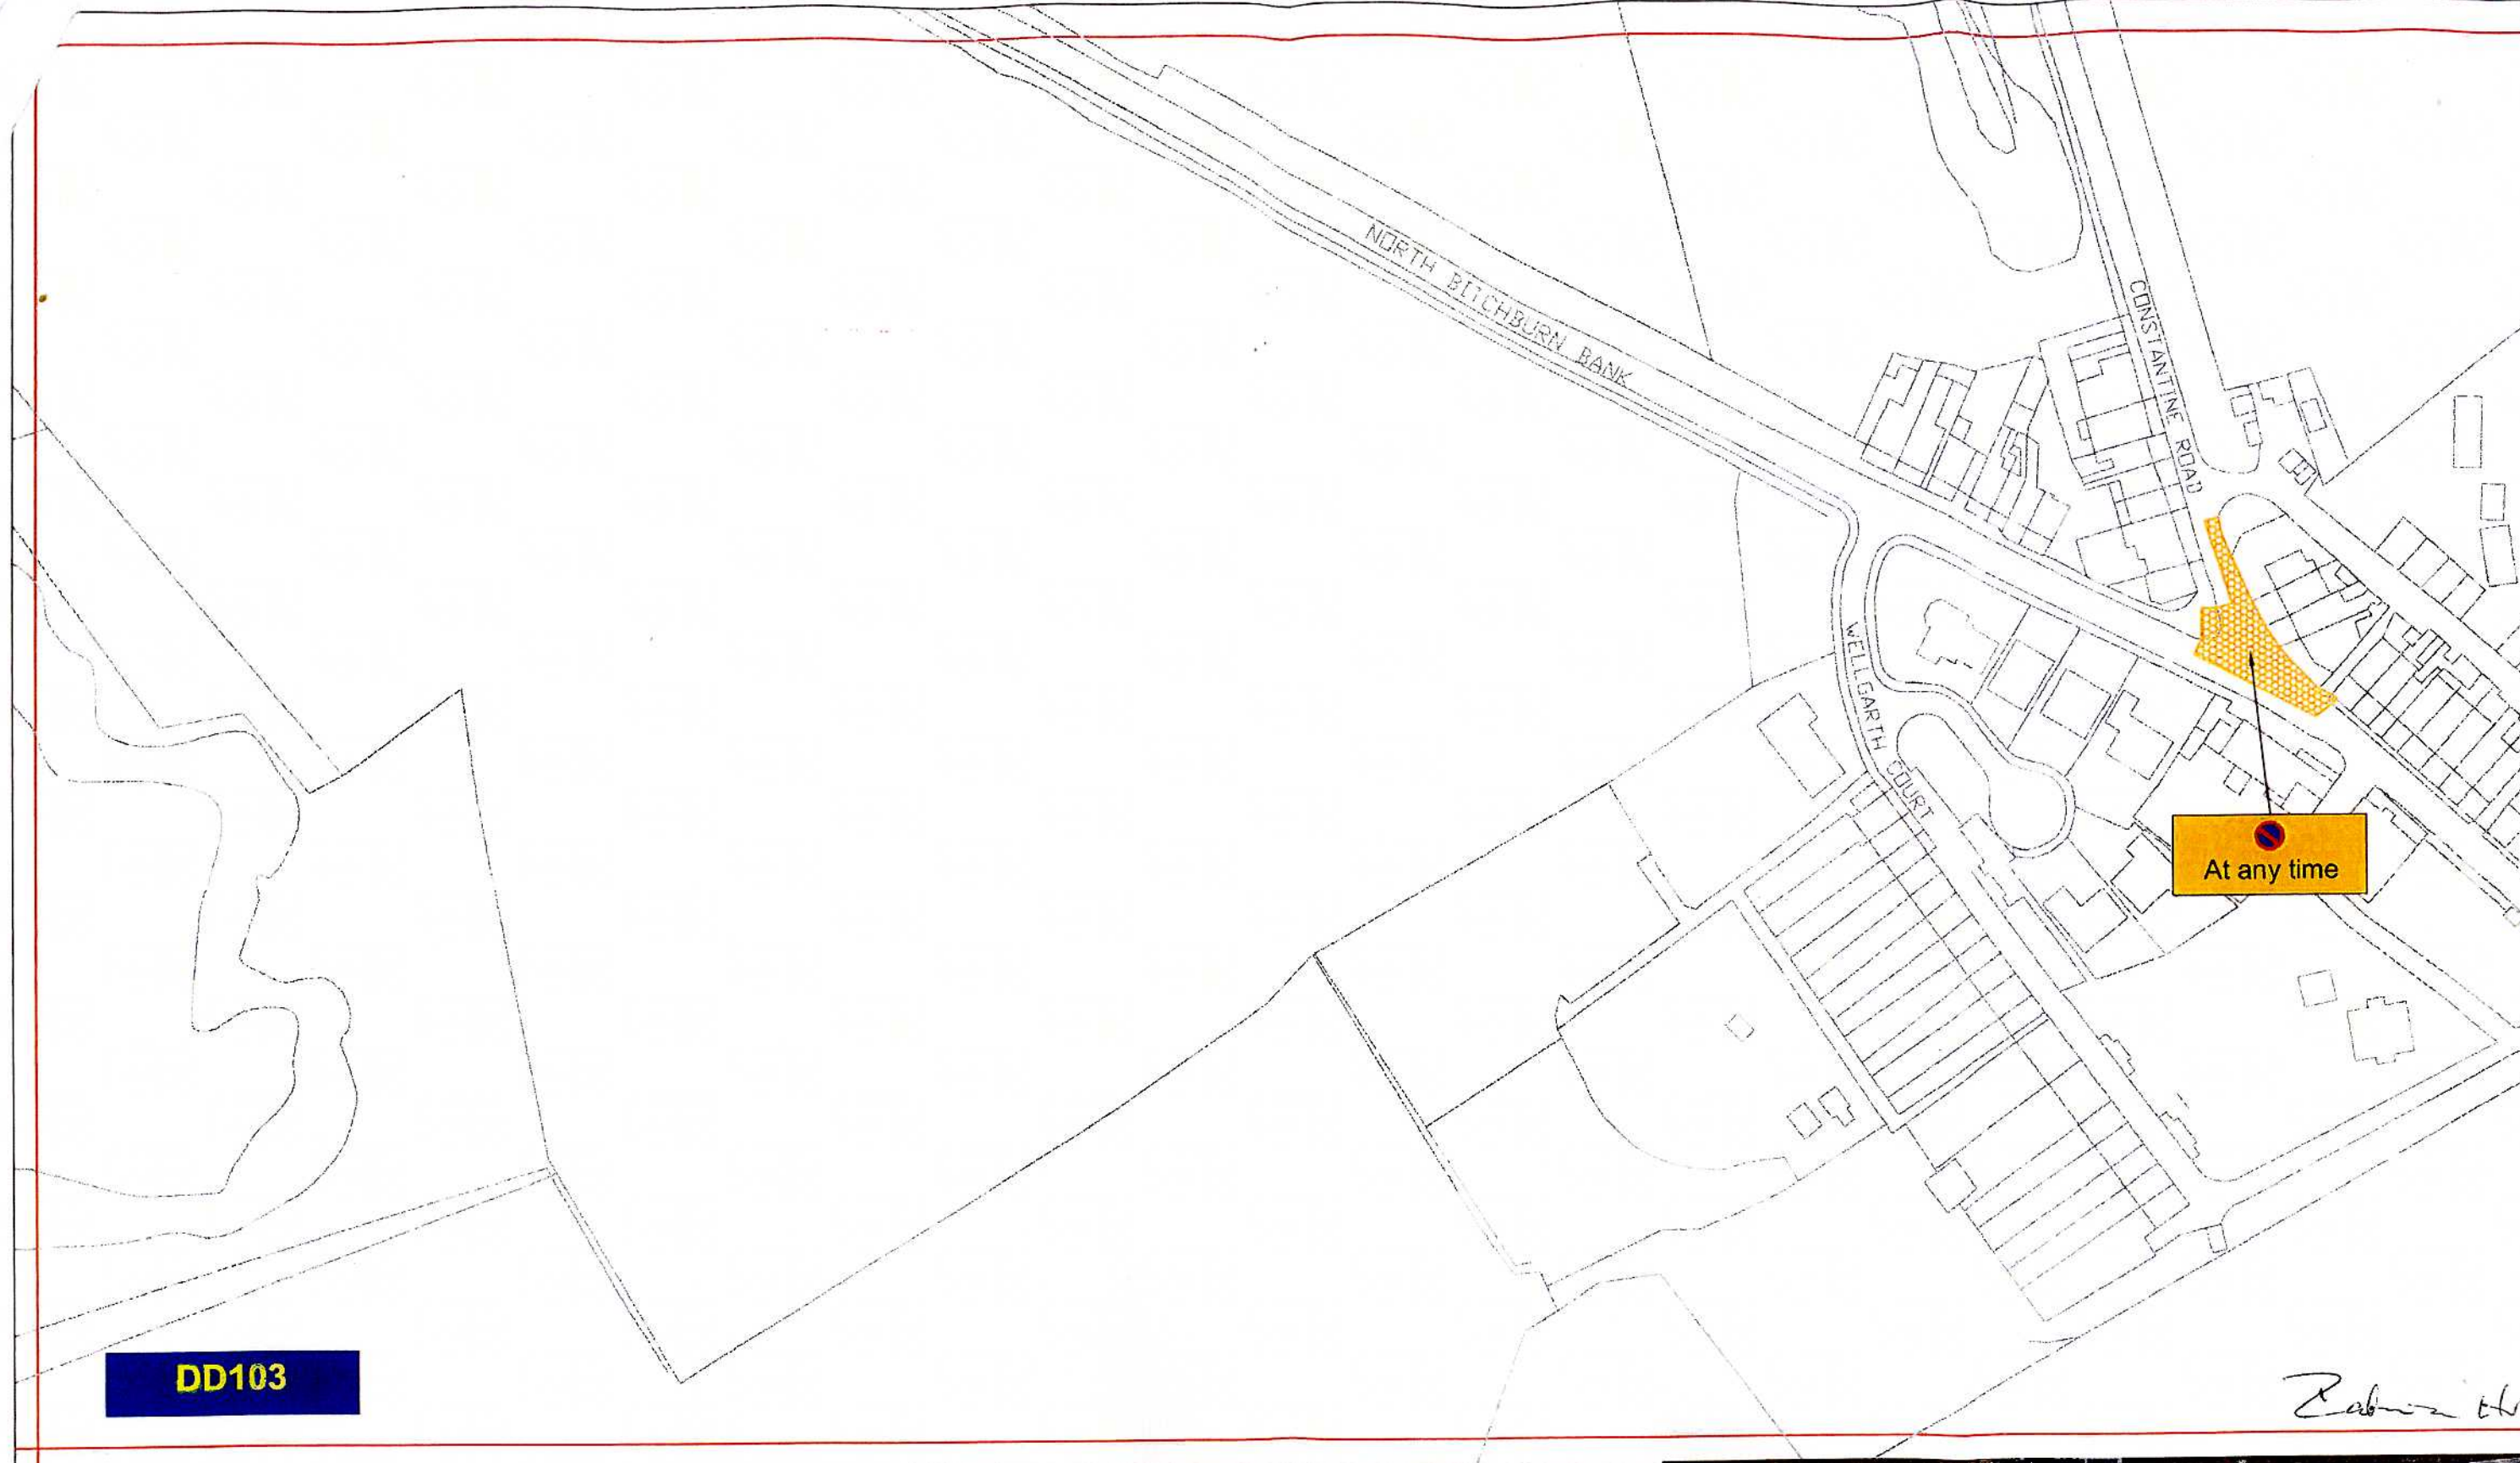 NORTH BITCHBURN BANK
CONSTANTINE ROAD
WELLGARTH COURT
At any time
DD103